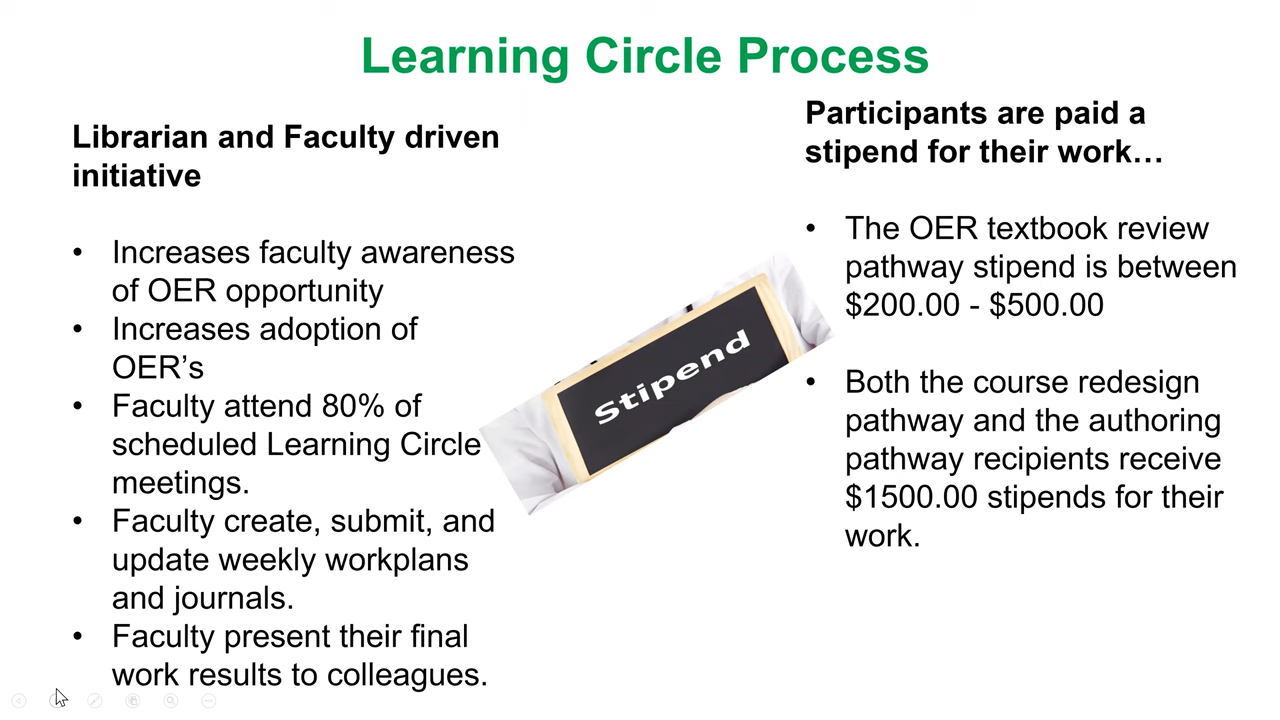 Learning Circle Process
Librarian and Faculty driven
initiative
• Increases faculty awareness
of OER opportunity
• Increases adoption of
OER’s
• Faculty attend 80% of
scheduled Learning Circle
meetings.
• Faculty create, submit, and
update weekly workplans
and journals.
• Faculty present their final
work results to colleagues.
Stipend
Participants are paid a
stipend for their work…
• The OER textbook review
pathway stipend is between
$200.00 - $500.00
• Both the course redesign
pathway and the authoring
pathway recipients receive
$1500.00 stipends for their
work.